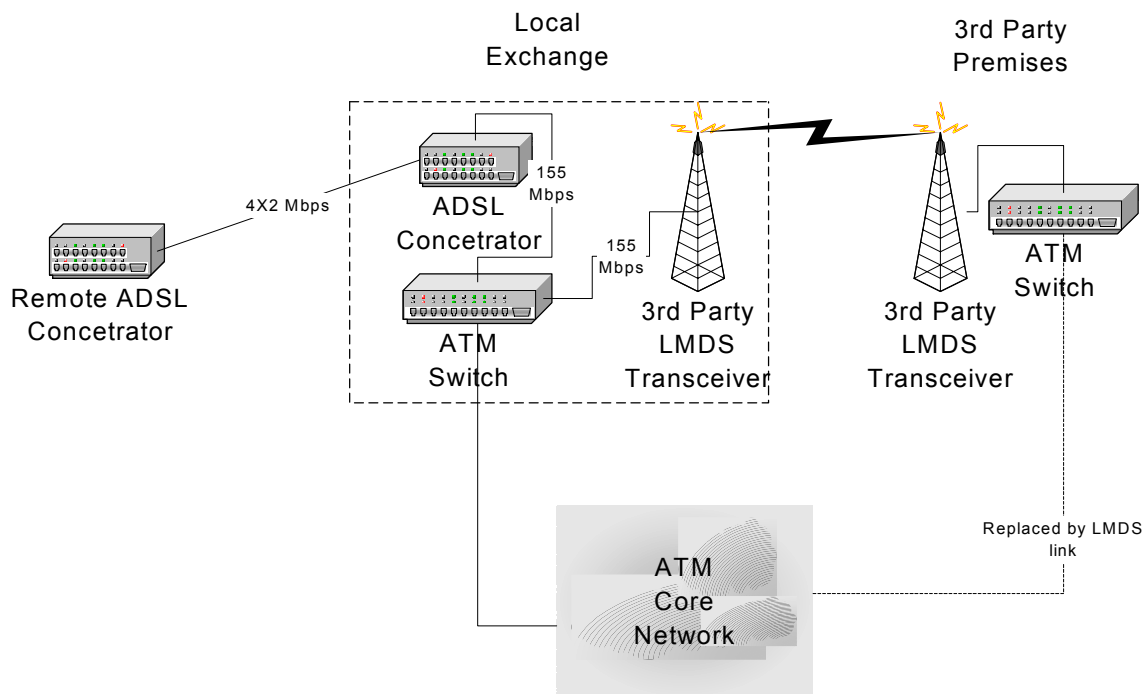 Local
Exchange
3rd Party
Premises
155
Mbps
4X2 Mbps
ADSL
Concetrator
155
Mbps
Remote ADSL
Concetrator
ATM
Switch
3rd Party
LMDS
Transceiver
3rd Party
LMDS
Transceiver
ATM
Switch
Replaced by LMDS
link
ATM
Core
Network